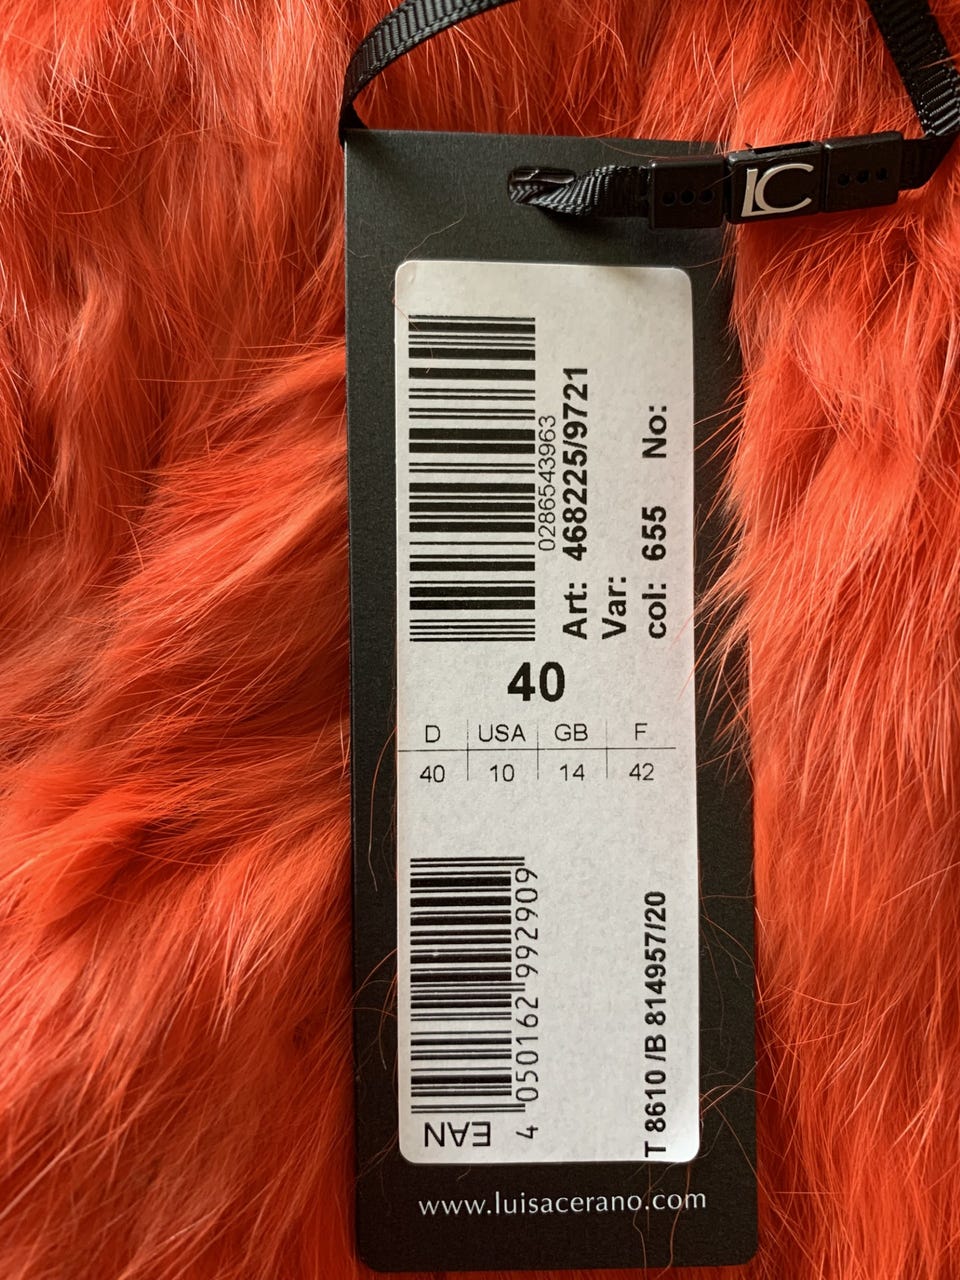 LC
0286543963
Art: 468225/9721
Var:
col: 655 No:
40
D USA GB F
40 10 14 42
EAN
4 050162 992909
T 8610 /B 814957/20
www.luisacerano.com